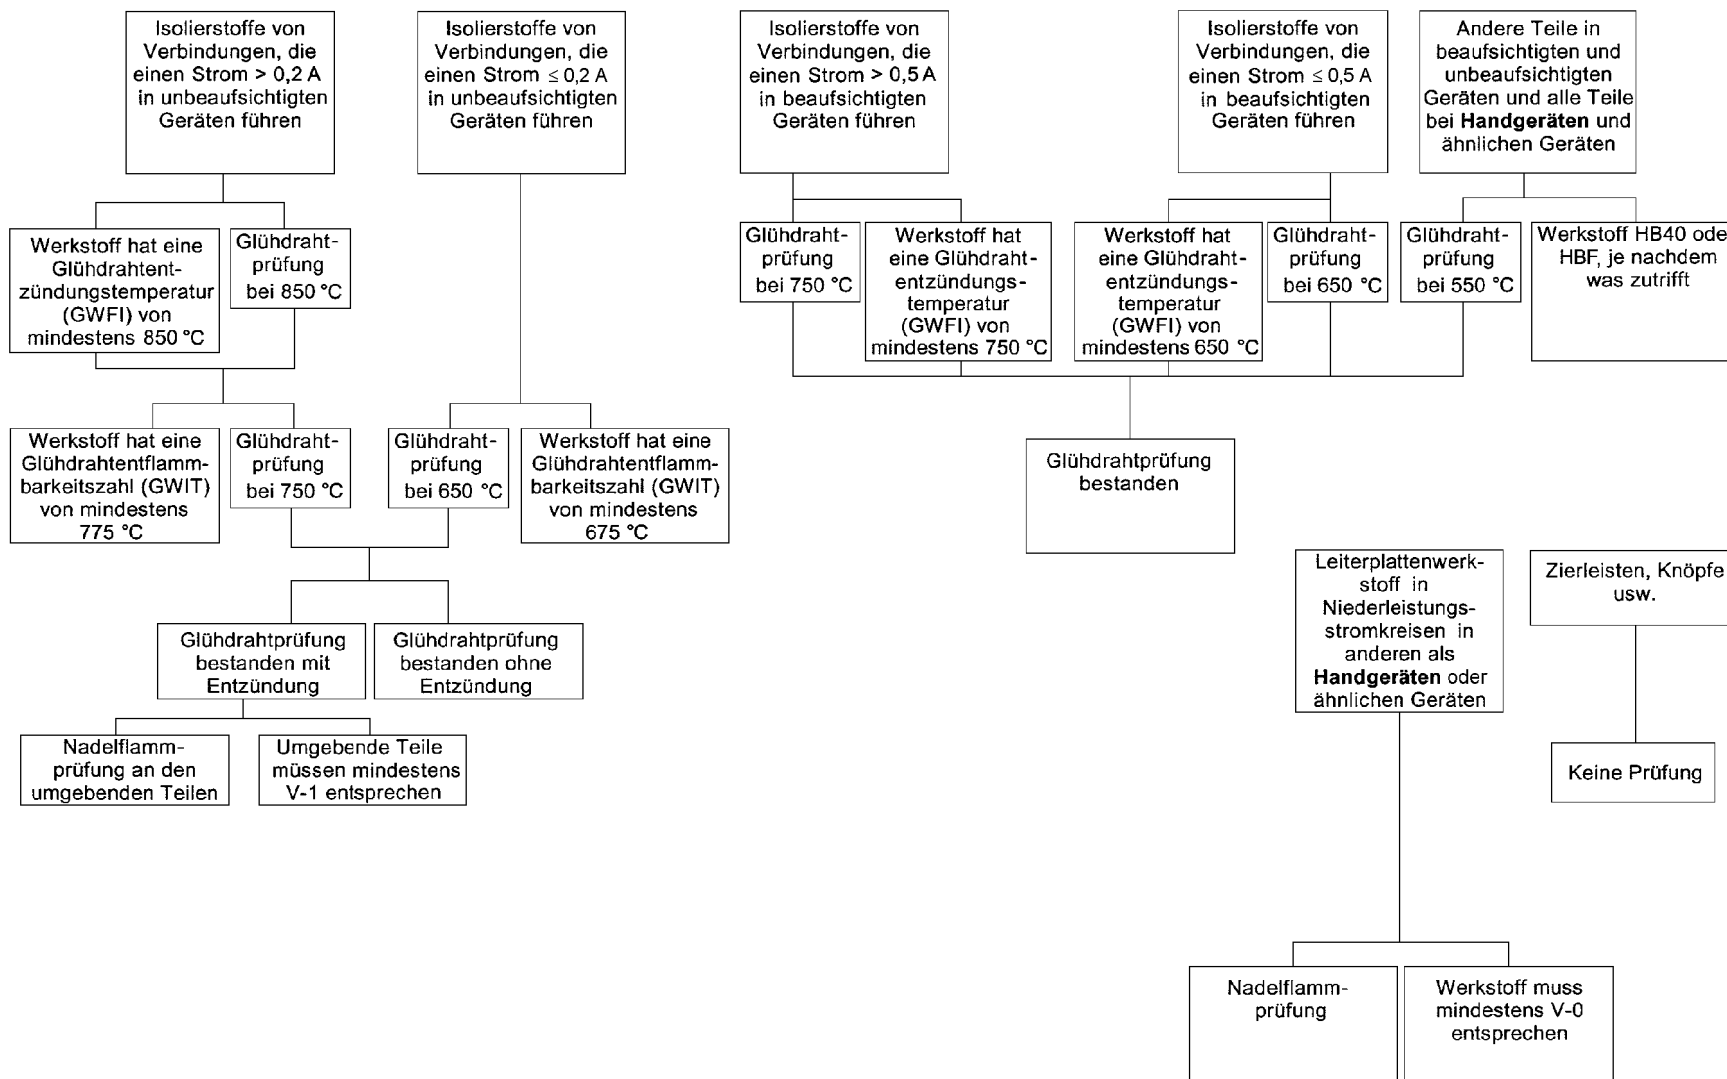 Isolierstoffe von
Verbindungen, die
einen Strom > 0,2 A
in unbeaufsichtigten
Geräten führen
Isolierstoffe von
Verbindungen, die
einen Strom ≤ 0,2 A
in unbeaufsichtigten
Geräten führen
Isolierstoffe von
Verbindungen, die
einen Strom > 0,5 A
in beaufsichtigten
Geräten führen
Isolierstoffe von
Verbindungen, die
einen Strom ≤ 0,5 A
in beaufsichtigten
Geräten führen
Andere Teile in
beaufsichtigten und
unbeaufsichtigten
Geräten und alle Teile
bei Handgeräten und
ähnlichen Geräten
Werkstoff hat eine
Glühdrahtent-
zündungstemperatur
(GWFI) von
mindestens 850 °C
Glühdraht-
prüfung
bei 850 °C
Glühdraht-
prüfung
bei 750 °C
Werkstoff hat
eine Glühdraht-
entzündungs-
temperatur
(GWFI) von
mindestens 750 °C
Werkstoff hat
eine Glühdraht-
entzündungs-
temperatur
(GWFI) von
mindestens 650 °C
Glühdraht-
prüfung
bei 650 °C
Glühdraht-
prüfung
bei 550 °C
Werkstoff HB40 ode
HBF, je nachdem
was zutrifft
Werkstoff hat eine
Glühdrahtentflamm-
barkeitszahl (GWIT)
von mindestens
775 °C
Glühdraht-
prüfung
bei 750 °C
Glühdraht-
prüfung
bei 650 °C
Werkstoff hat eine
Glühdrahtentflamm-
barkeitszahl (GWIT)
von mindestens
675 °C
Glühdrahtprüfung
bestanden
Glühdrahtprüfung
bestanden mit
Entzündung
Glühdrahtprüfung
bestanden ohne
Entzündung
Nadelflamm-
prüfung an den
umgebenden Teilen
Umgebende Teile
müssen mindestens
V-1 entsprechen
Leiterplattenwerk-
stoff in
Niederleistungs-
stromkreisen in
anderen als
Handgeräten oder
ähnlichen Geräten
Zierleisten, Knöpfe
usw.
Keine Prüfung
Nadelflamm-
prüfung
Werkstoff muss
mindestens V-0
entsprechen